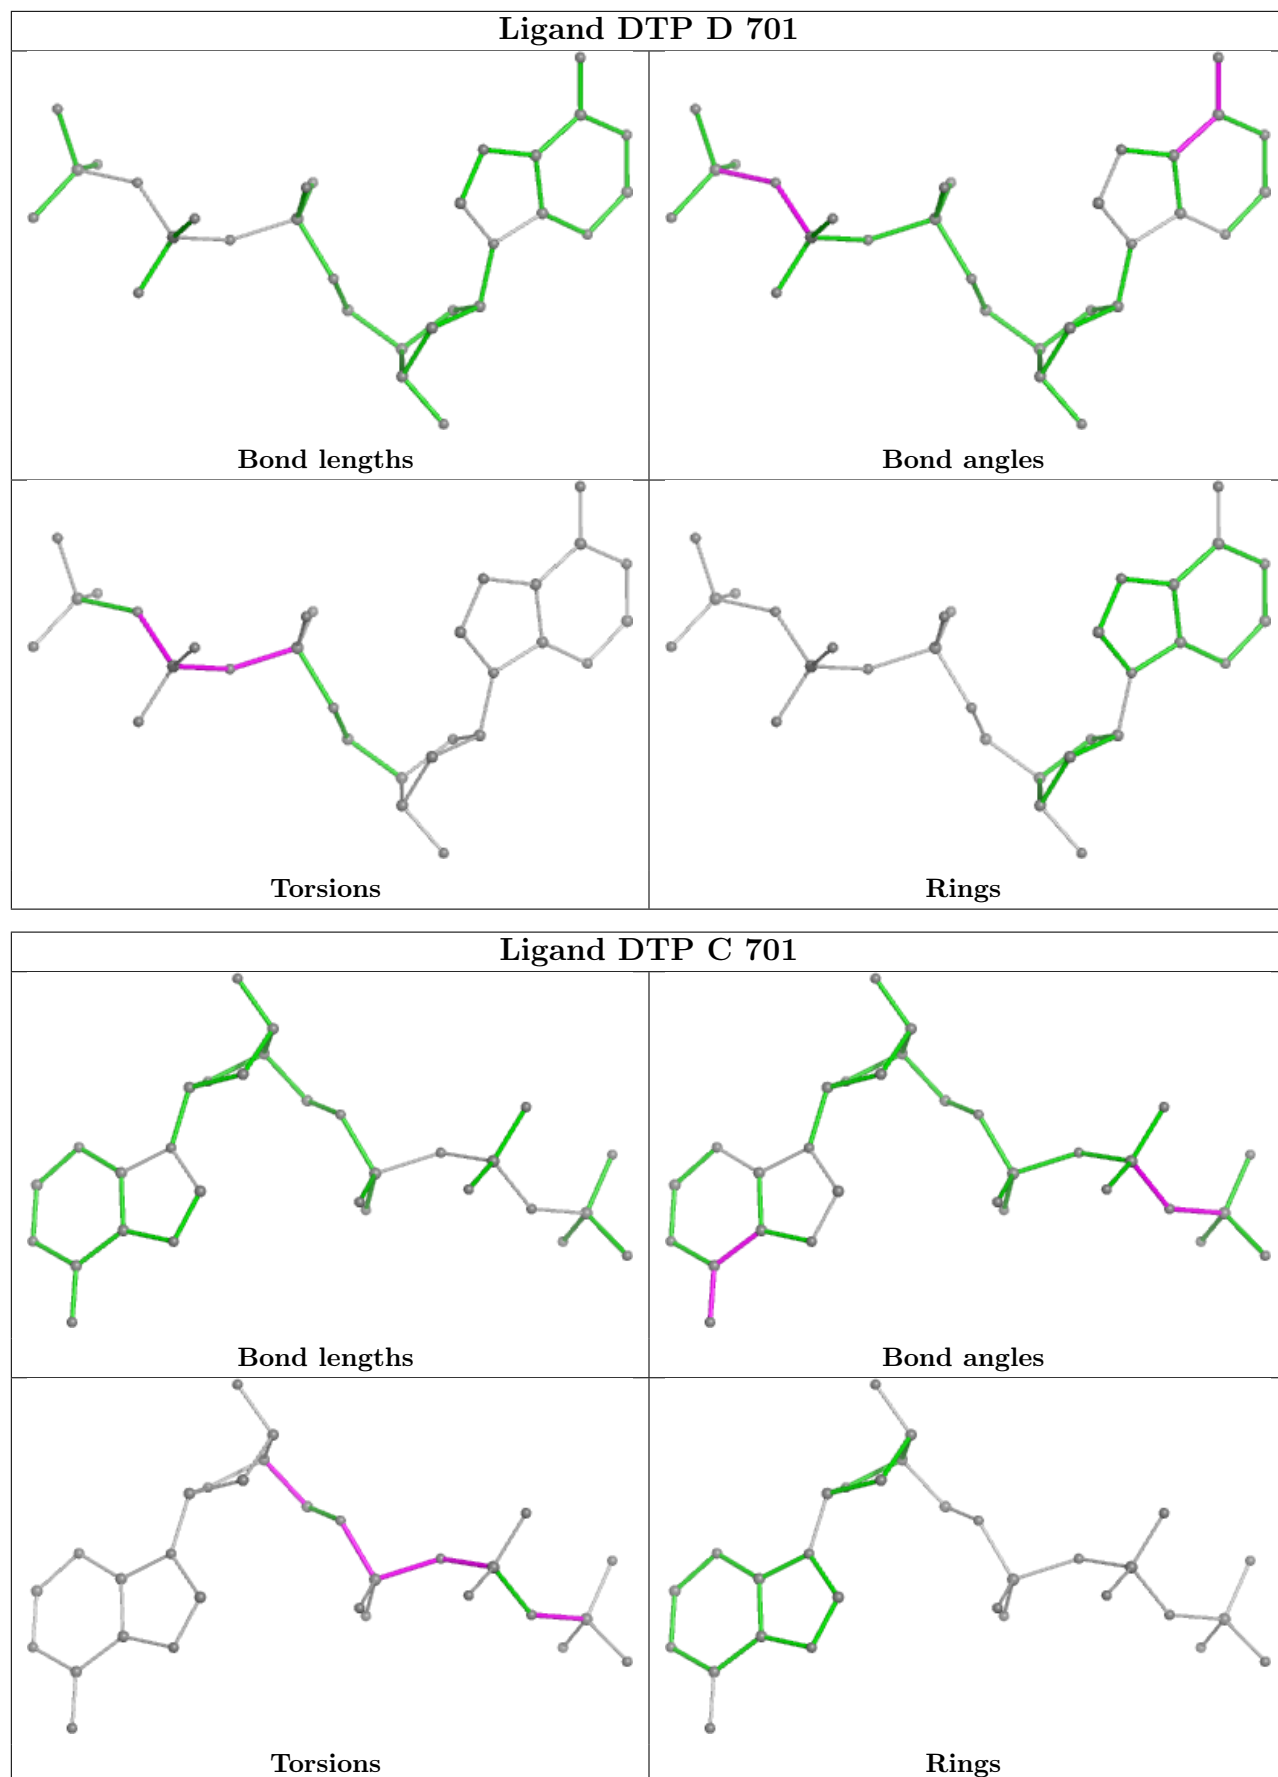 Ligand DTP D 701
Bond lengths
Bond angles
Torsions
Rings
Ligand DTP C 701
Bond lengths
Bond angles
Torsions
Rings